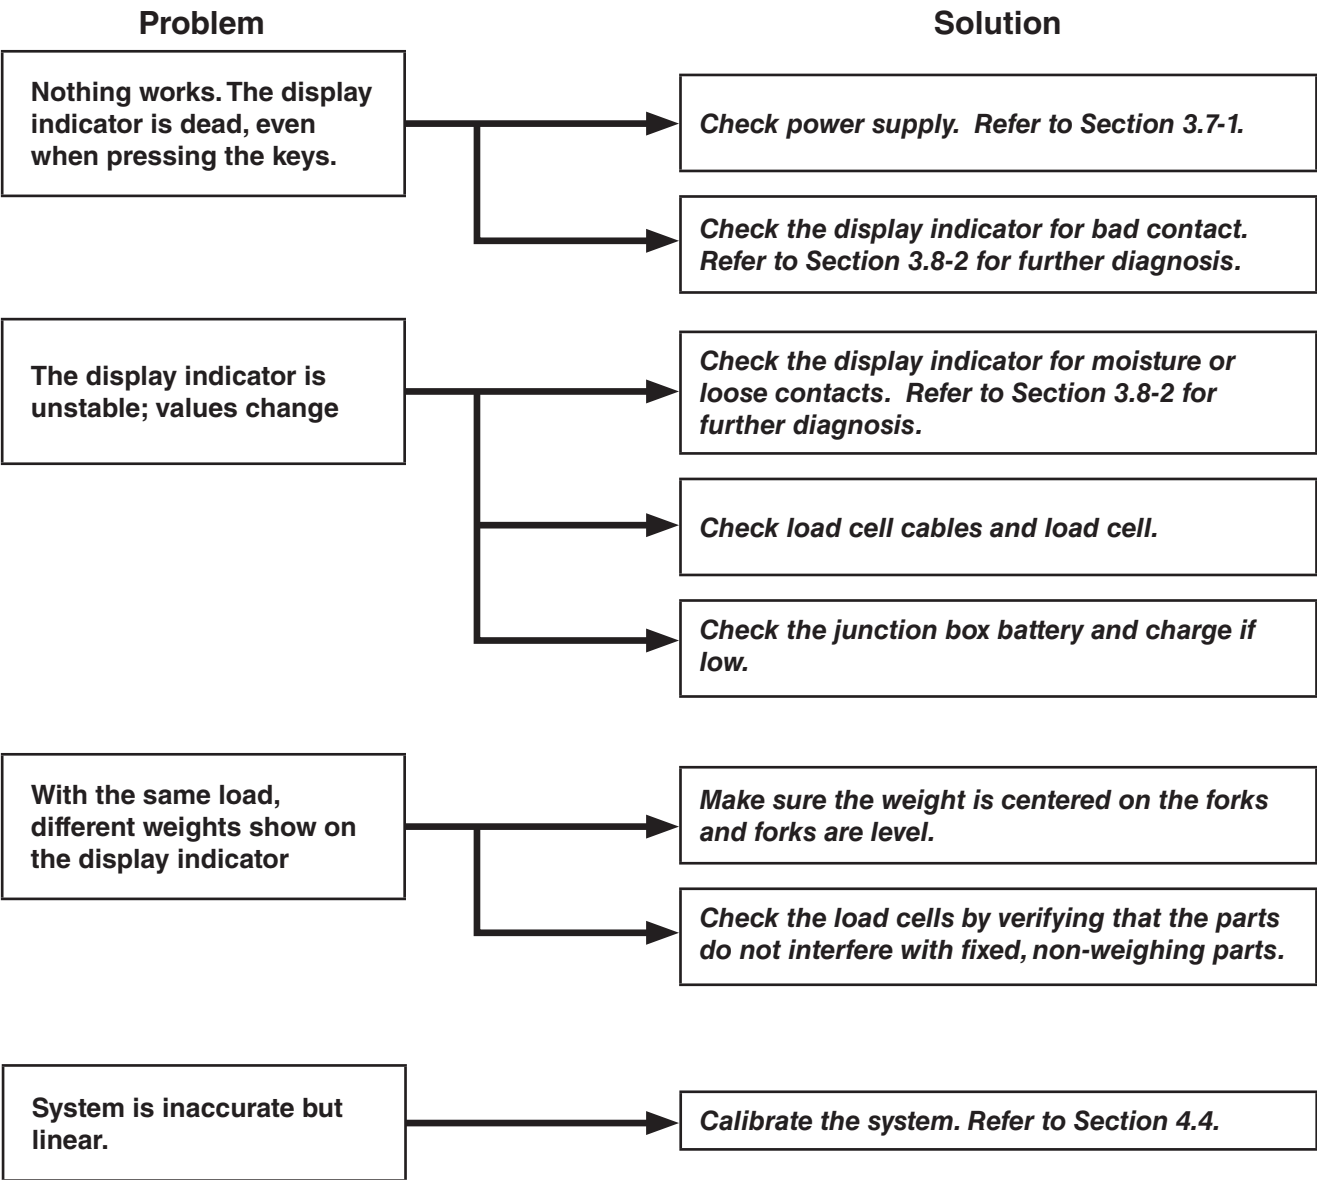 Problem
Solution
Nothing works. The display
indicator is dead, even
when pressing the keys.
Check power supply.  Refer to Section 3.7-1.
Check the display indicator for bad contact.
Refer to Section 3.8-2 for further diagnosis.
The display indicator is
unstable; values change
Check the display indicator for moisture or
loose contacts.  Refer to Section 3.8-2 for
further diagnosis.
Check load cell cables and load cell.
Check the junction box battery and charge if
low.
With the same load,
different weights show on
the display indicator
Make sure the weight is centered on the forks
and forks are level.
Check the load cells by verifying that the parts
do not interfere with fixed, non-weighing parts.
System is inaccurate but
linear.
Calibrate the system. Refer to Section 4.4.